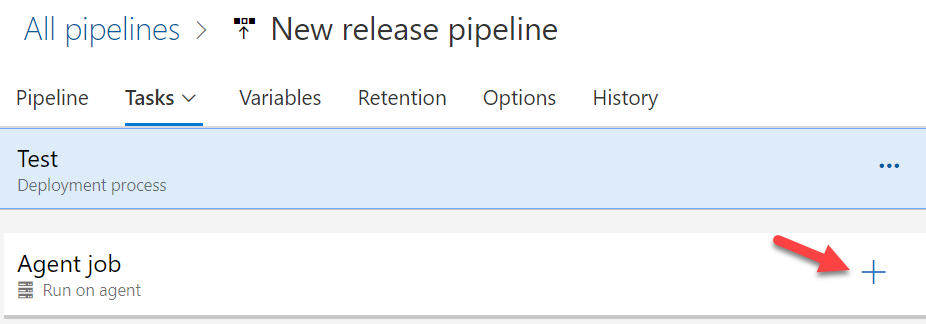 All pipelines > New release pipeline
Pipeline Tasks Variables Retention Options History
Test
Deployment process
Agent job
Run on agent